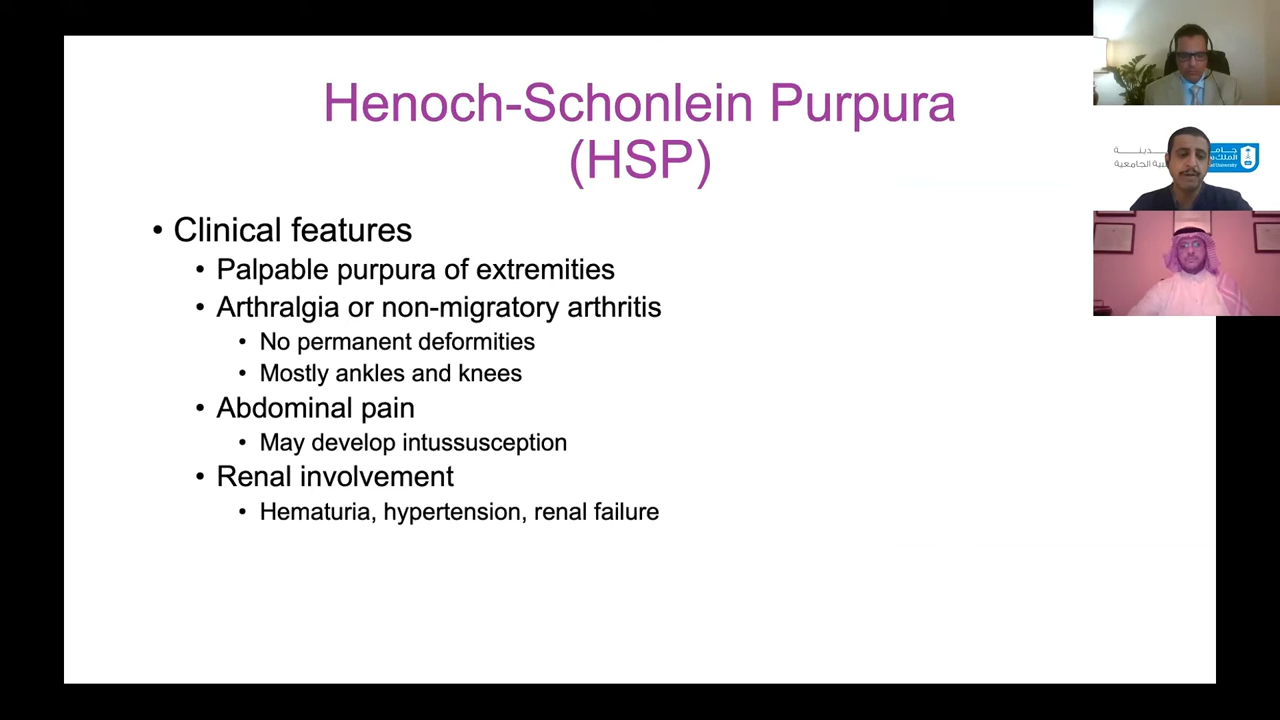 Henoch-Schonlein Purpura
(HSP)
• Clinical features
• Palpable purpura of extremities
• Arthralgia or non-migratory arthritis
• No permanent deformities
• Mostly ankles and knees
• Abdominal pain
• May develop intussusception
• Renal involvement
• Hematuria, hypertension, renal failure